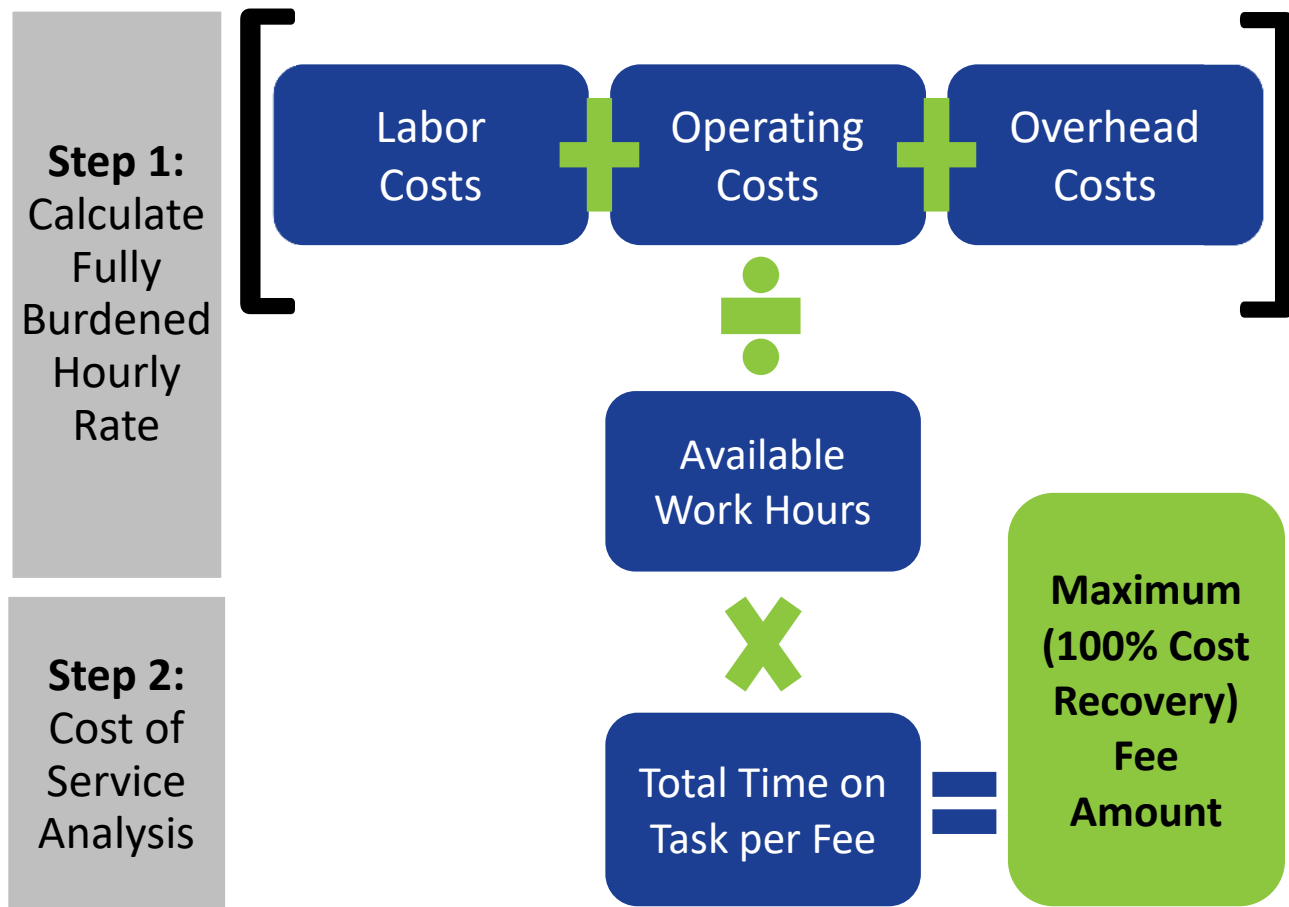 Step 1:
Calculate
Fully
Burdened
Hourly
Rate
Labor
Costs
Operating
Costs
Overhead
Costs
Available
Work Hours
Step 2:
Cost of
Service
Analysis
Total Time on
Task per Fee
Maximum
(100% Cost
Recovery)
Fee
Amount